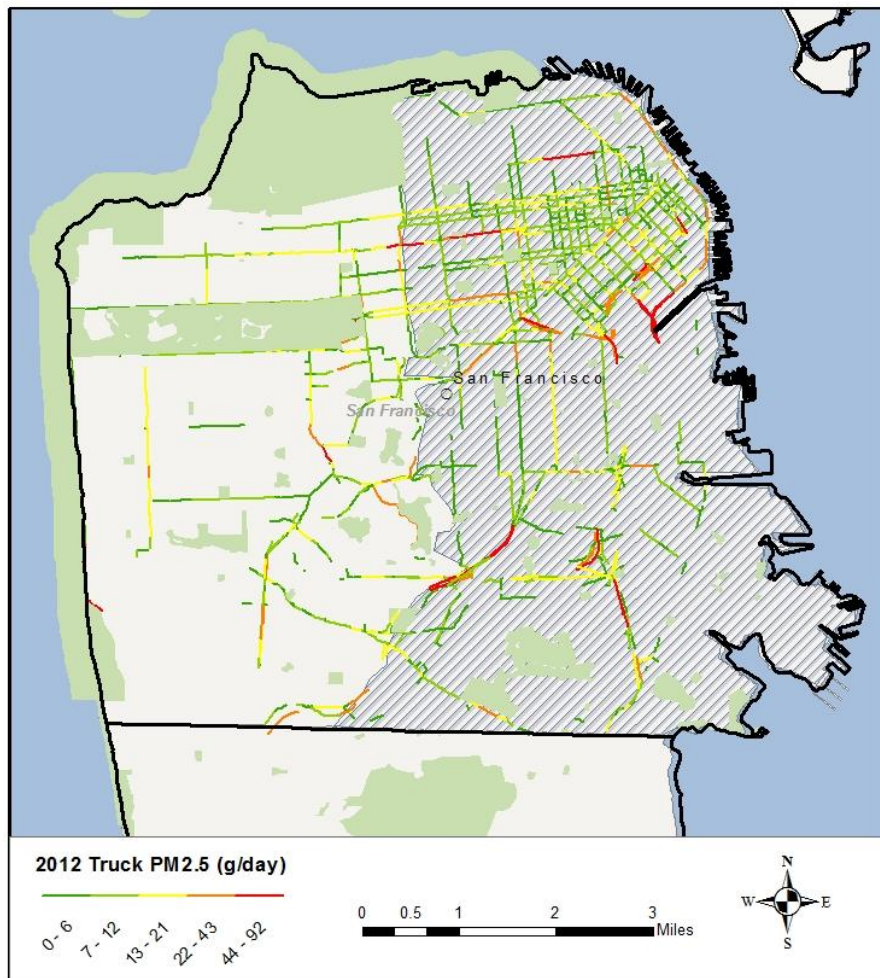 San Francisco
San Francisco
2012 Truck PM2.5 (g/day)
0 - 6
7 - 12
13 - 21
22 - 43
44 - 92
0 0.5 1 2 3
Miles
N
W E
S